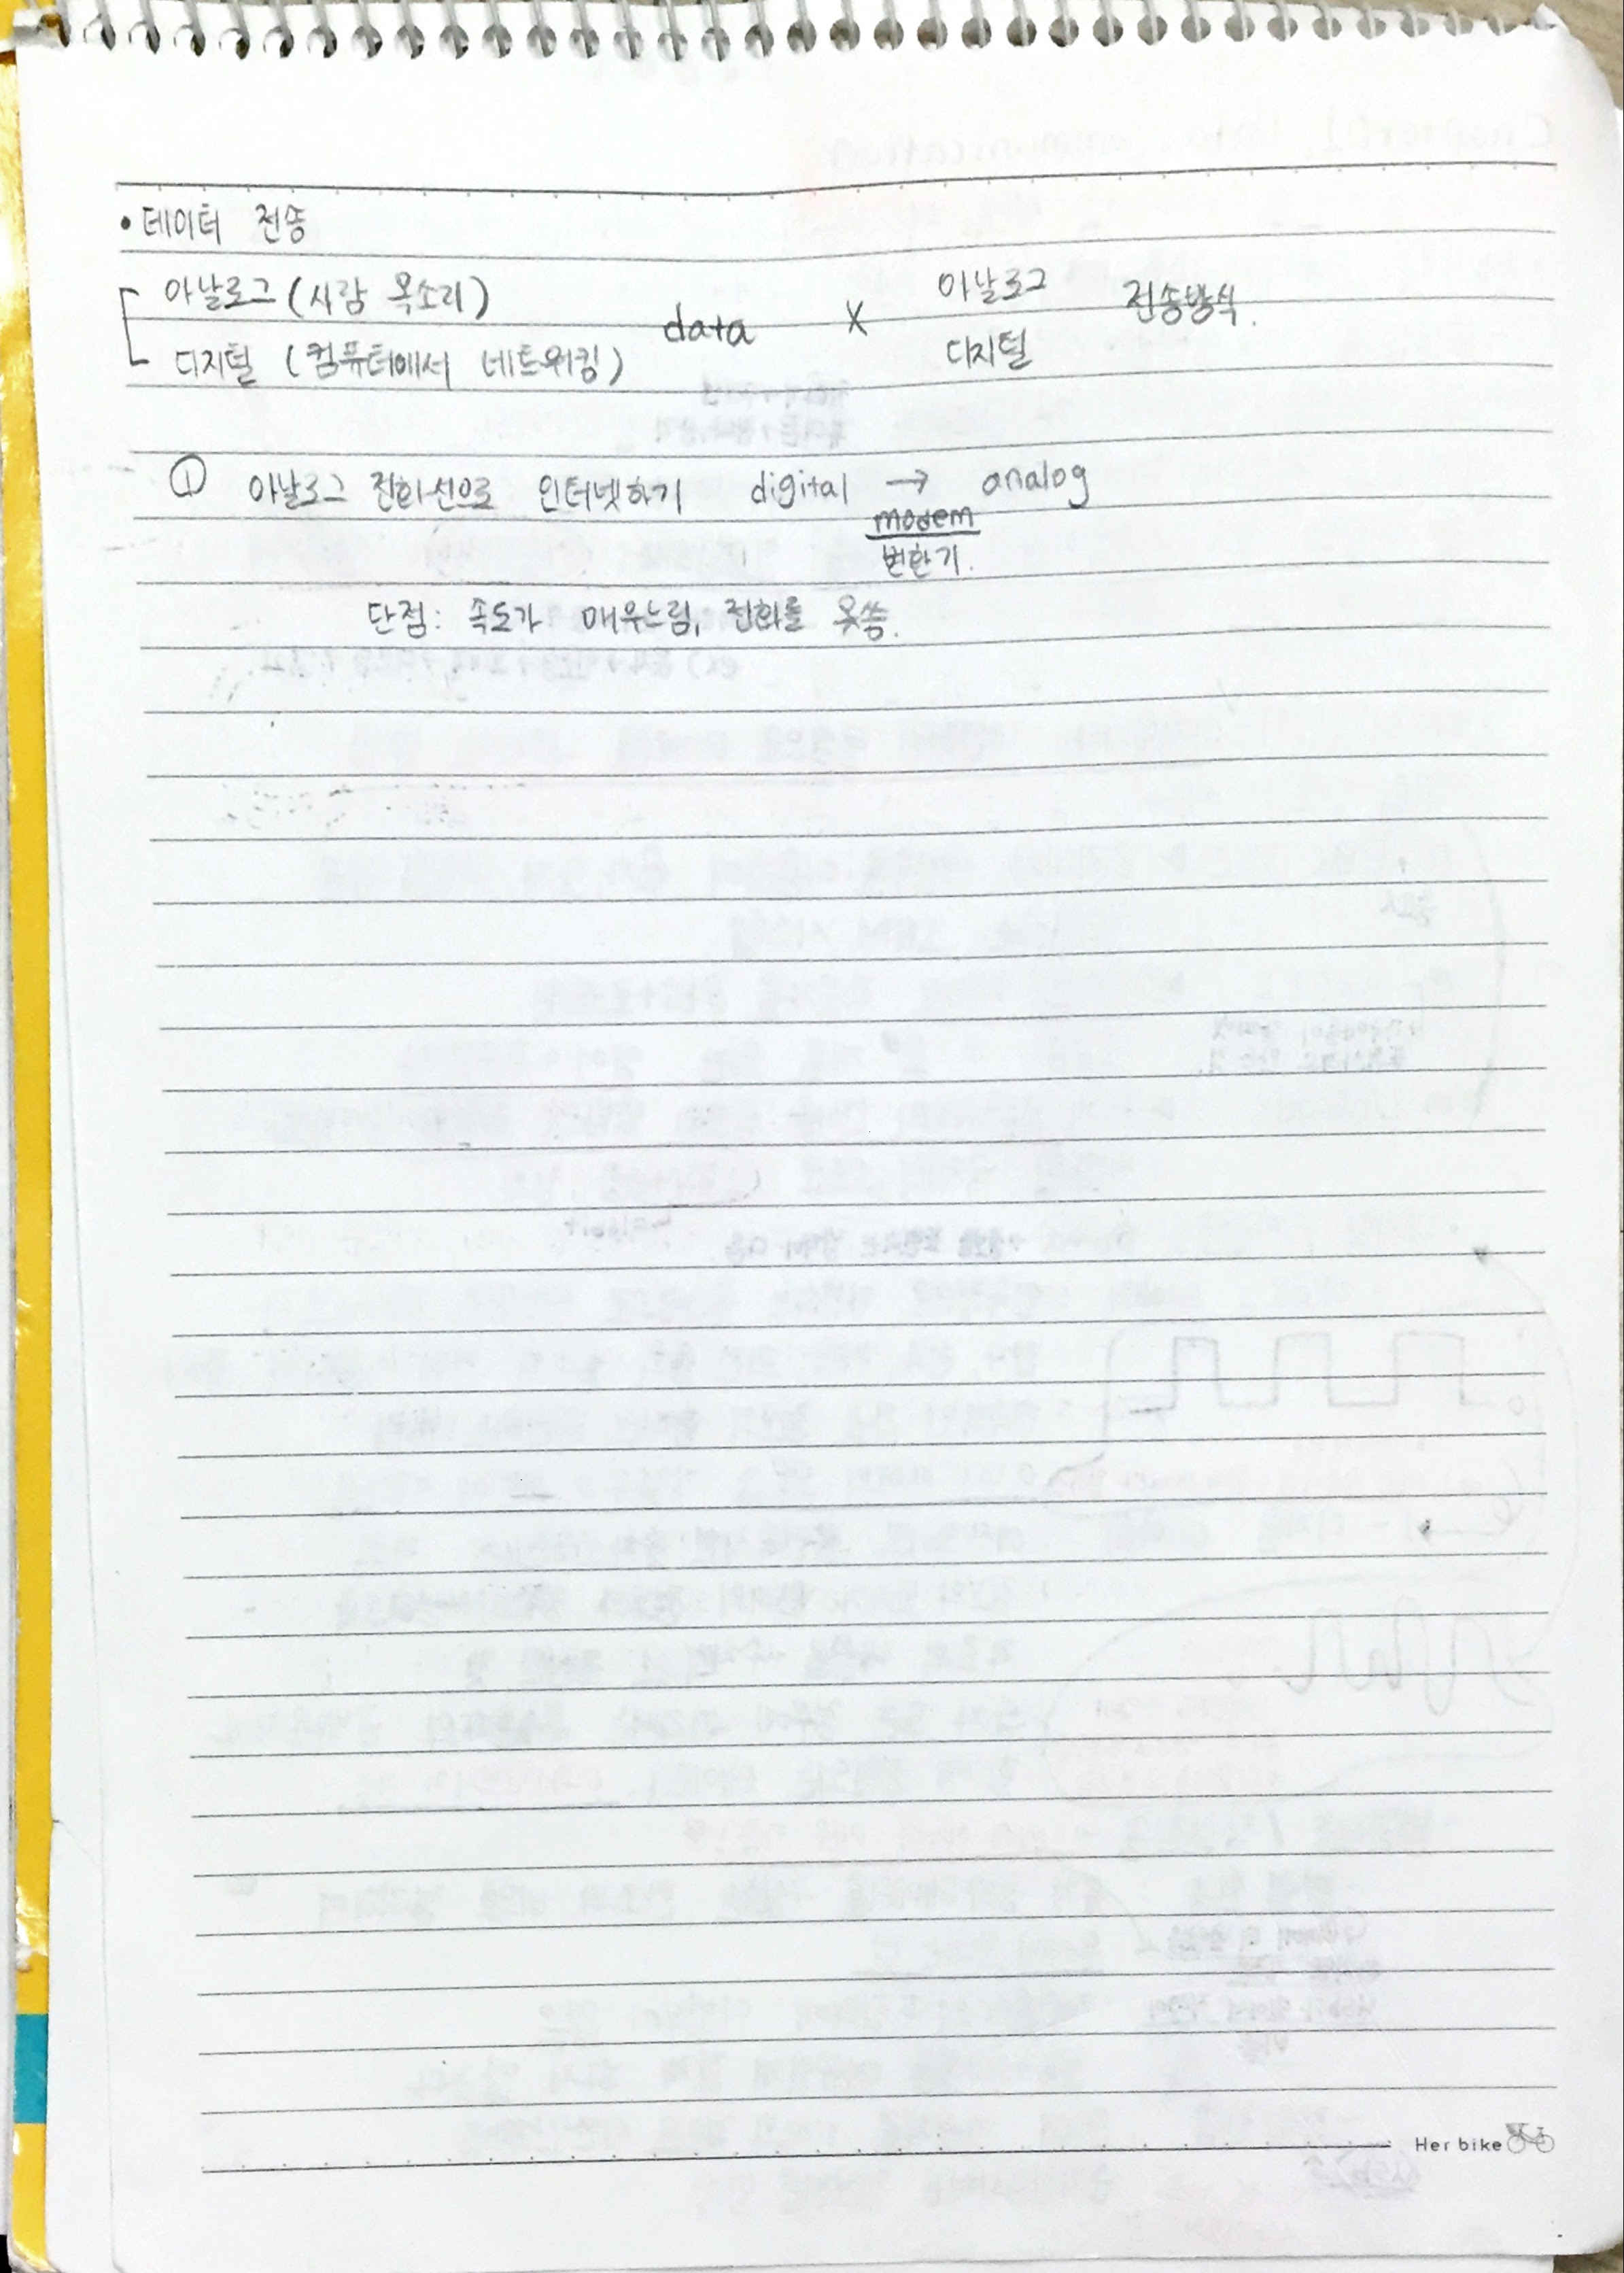 • 데이터 전송
아날로그 (사람 목소리)
디지털 (컴퓨터에서 네트워킹)
data X
아날로그
디지털
전송방식.
① 아날로그 전화선으로 인터넷하기 digital → analog
modem
변환기.
단점: 속도가 매우느림, 전화를 못씀.
Her bike